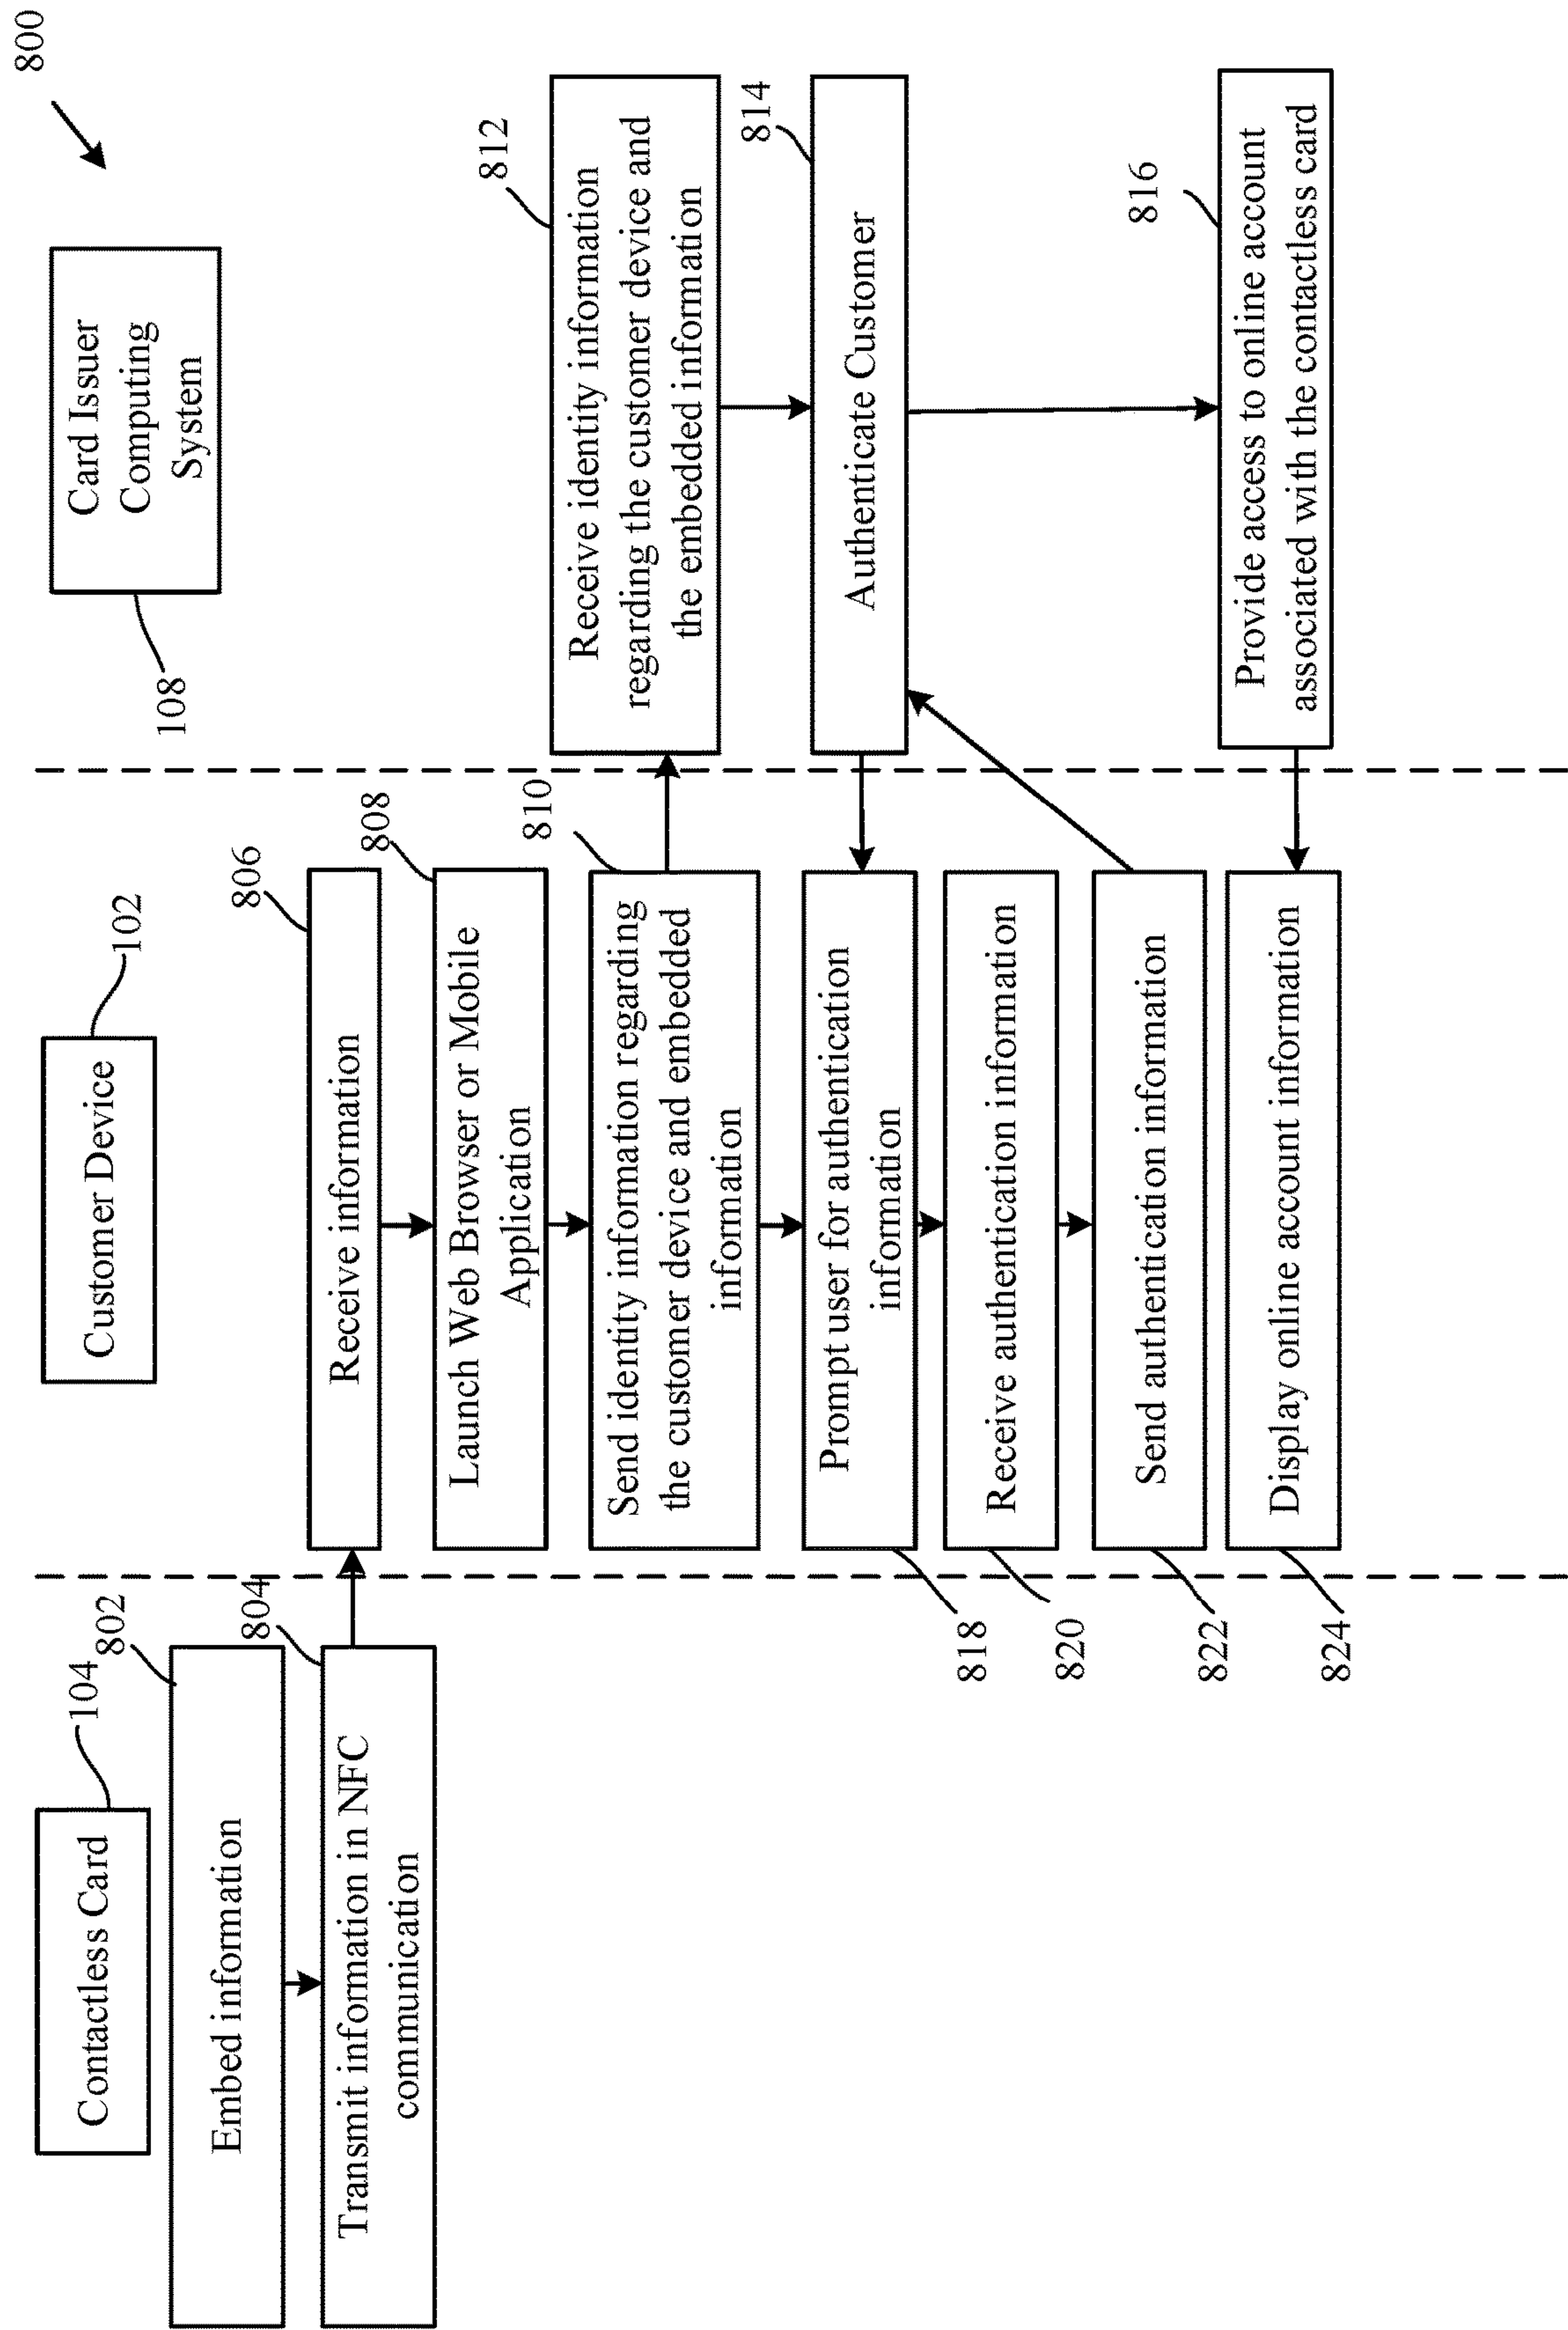 800
Contactless Card
104
Customer Device
102
Card Issuer
Computing
System
108
802
Embed information
804
Transmit information in NFC
communication
806
Receive information
808
Launch Web Browser or Mobile
Application
810
Send identity information regarding
the customer device and embedded
information
812
Receive identity information
regarding the customer device and
the embedded information
814
Authenticate Customer
Prompt user for authentication
information
818
Receive authentication information
820
Send authentication information
822
816
Provide access to online account
associated with the contactless card
Display online account information
824